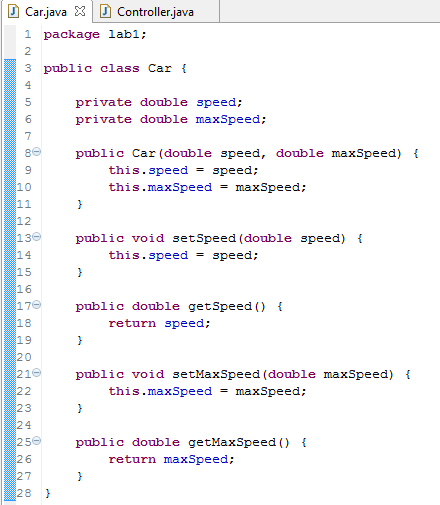 Car.java Controller.java
1 package lab1;
2
3 public class Car {
4
5 private double speed;
6 private double maxSpeed;
7
8 public Car(double speed, double maxSpeed) {
9 this.speed = speed;
10 this.maxSpeed = maxSpeed;
11 }
12
13 public void setSpeed(double speed) {
14 this.speed = speed;
15 }
16
17 public double getSpeed() {
18 return speed;
19 }
20
21 public void setMaxSpeed(double maxSpeed) {
22 this.maxSpeed = maxSpeed;
23 }
24
25 public double getMaxSpeed() {
26 return maxSpeed;
27 }
28 }